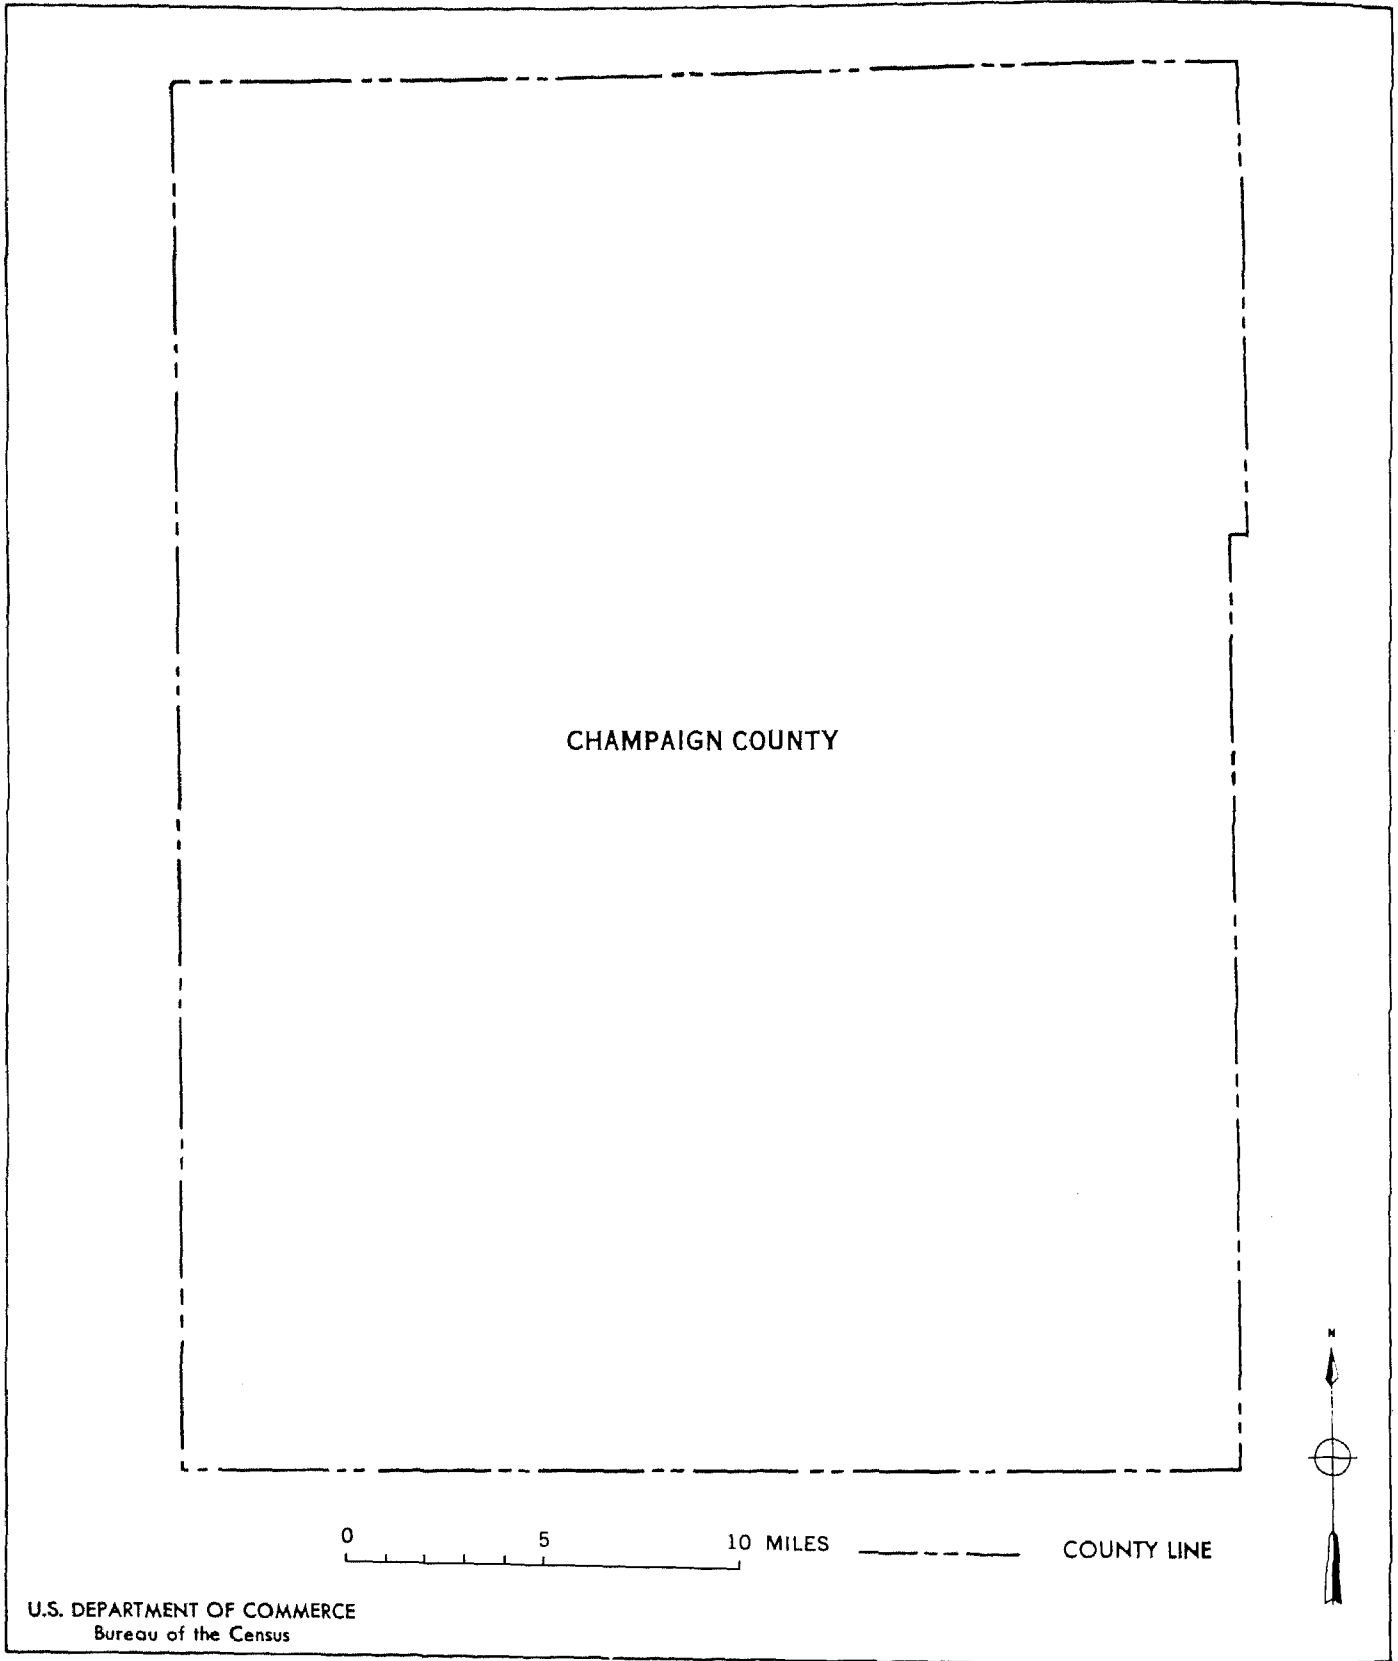 CHAMPAIGN COUNTY
N
0 5 10 MILES COUNTY LINE
U.S. DEPARTMENT OF COMMERCE
Bureau of the Census